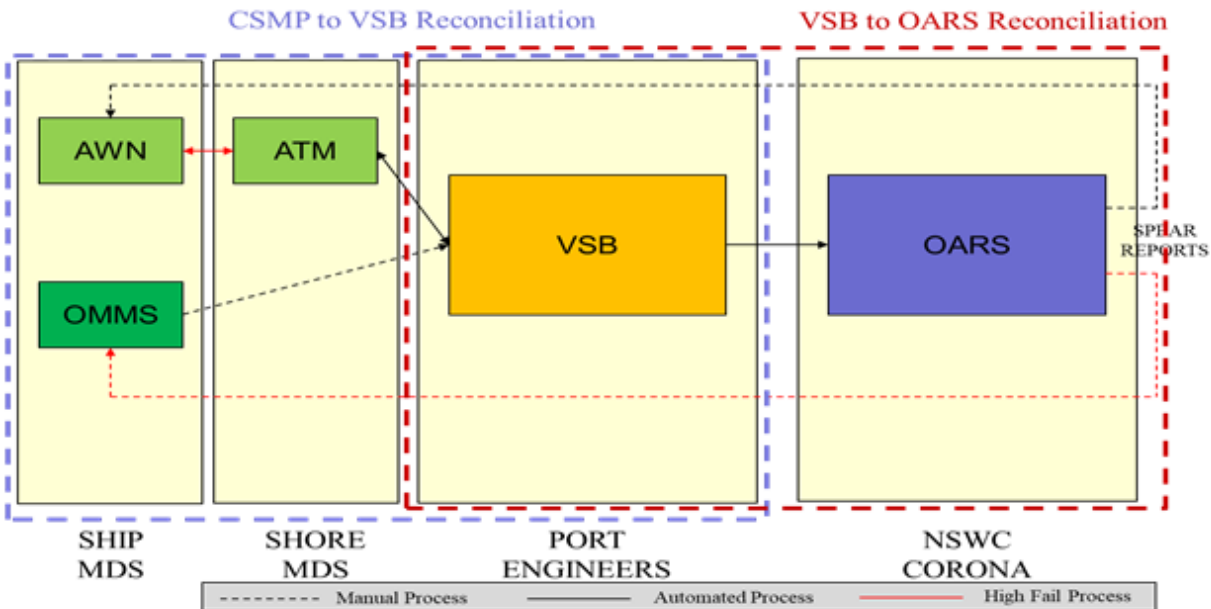 CSMP to VSB Reconciliation
VSB to OARS Reconciliation
AWN
ATM
VSB
OARS
OMMS
SPEAR
REPORTS
SHIP
MDS
SHORE
MDS
PORT
ENGINEERS
NSWC
CORONA
Manual Process
Automated Process
High Fail Process